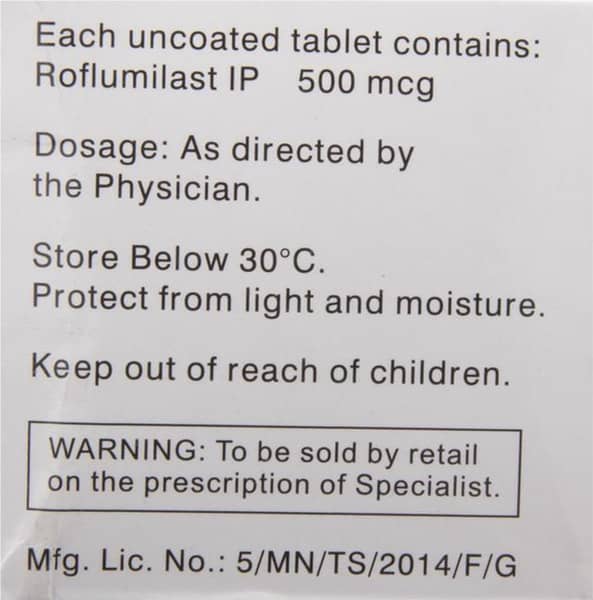 Each uncoated tablet contains:
Roflumilast IP 500 mcg
Dosage: As directed by
the Physician.
Store Below 30°C.
Protect from light and moisture.
Keep out of reach of children.
WARNING: To be sold by retail
on the prescription of Specialist.
Mfg. Lic. No.: 5/MN/TS/2014/F/G